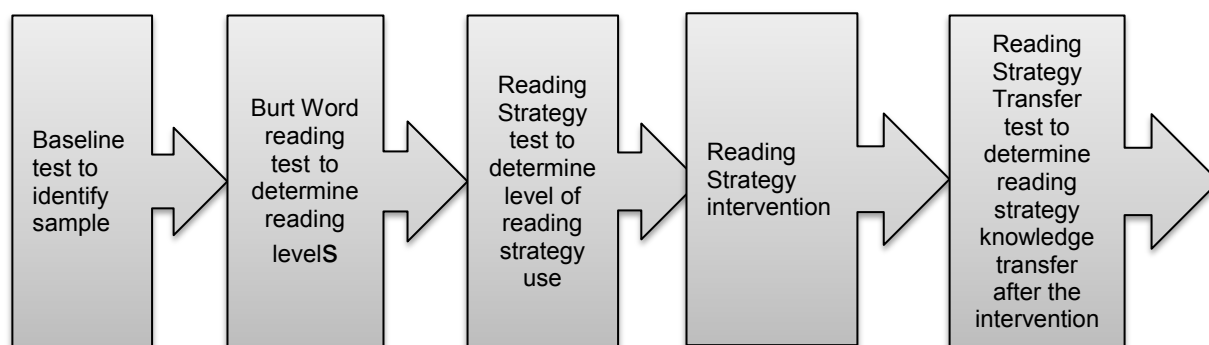 Baseline
test to
identify
sample
Burt Word
reading
test to
determine
reading
levelS
Reading
Strategy
test to
determine
level of
reading
strategy
use
Reading
Strategy
intervention
Reading
Strategy
Transfer
test to
determine
reading
strategy
knowledge
transfer
after the
intervention